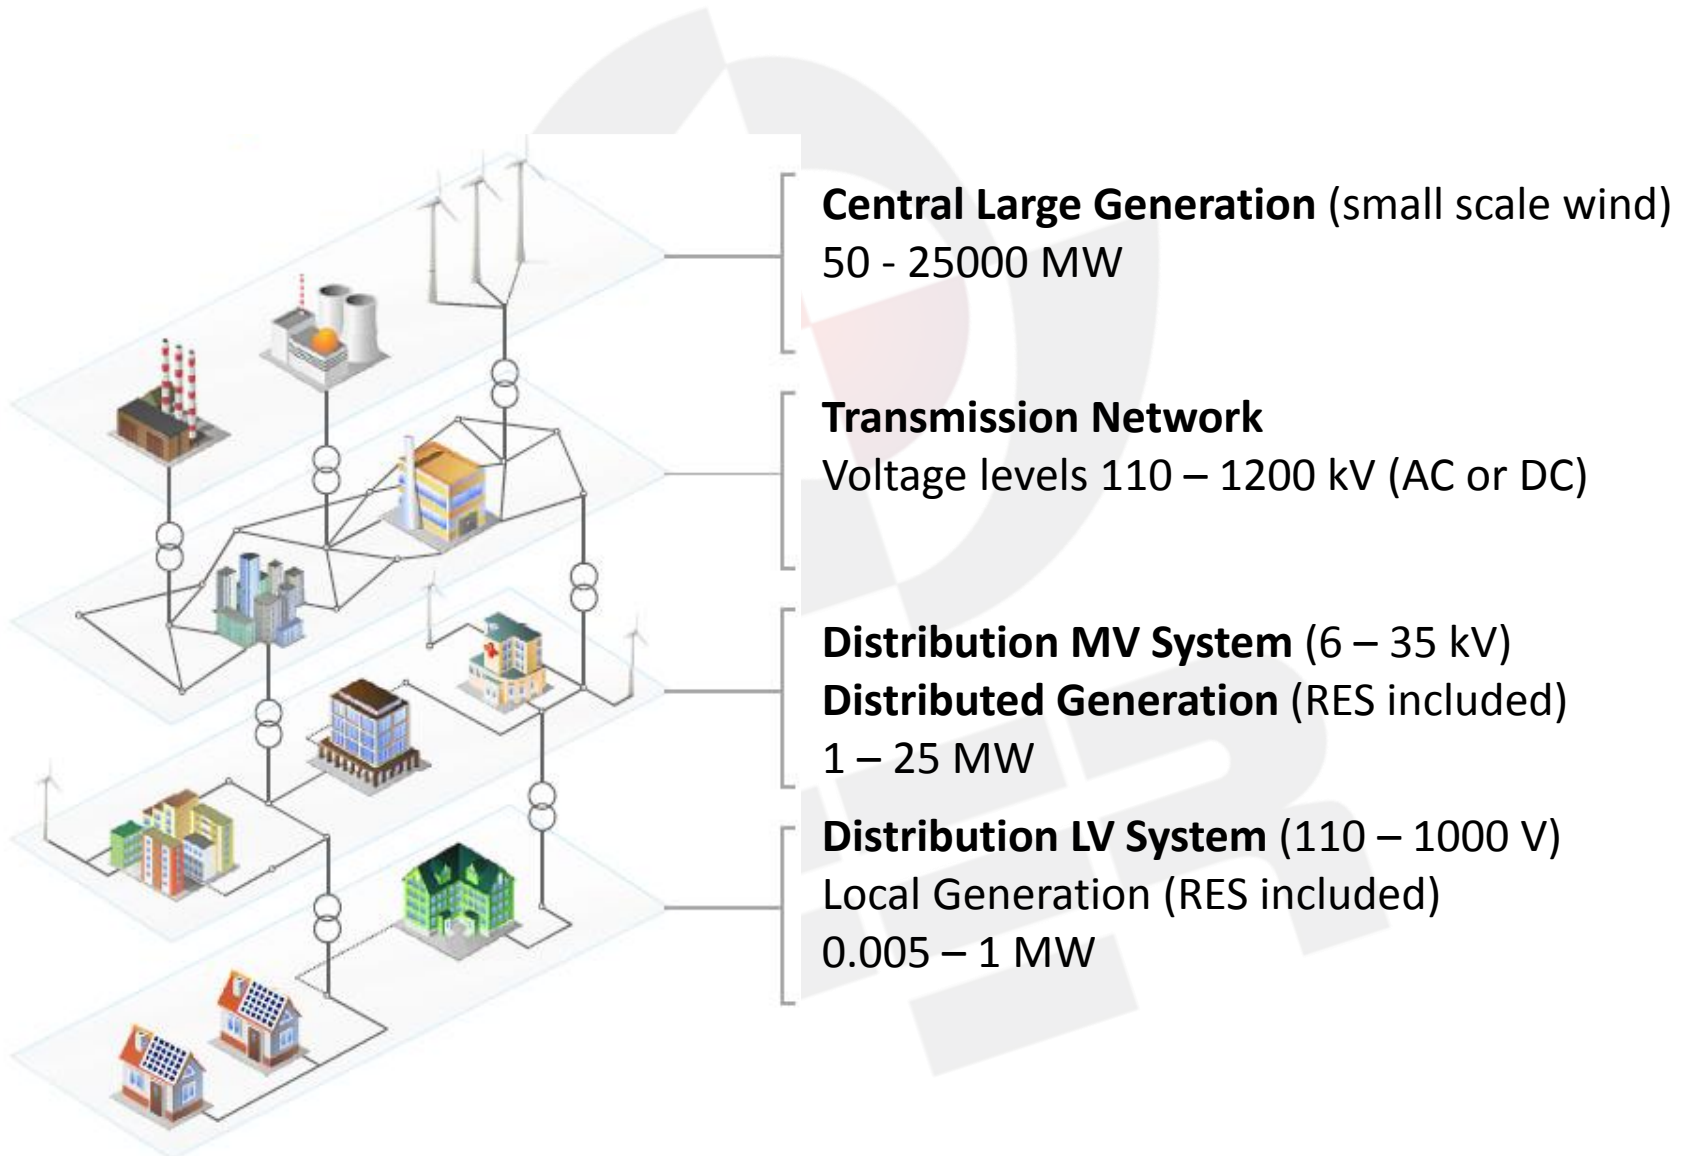 Central Large Generation (small scale wind)
50 - 25000 MW
Transmission Network
Voltage levels 110 – 1200 kV (AC or DC)
Distribution MV System (6 – 35 kV)
Distributed Generation (RES included)
1 – 25 MW
Distribution LV System (110 – 1000 V)
Local Generation (RES included)
0.005 – 1 MW